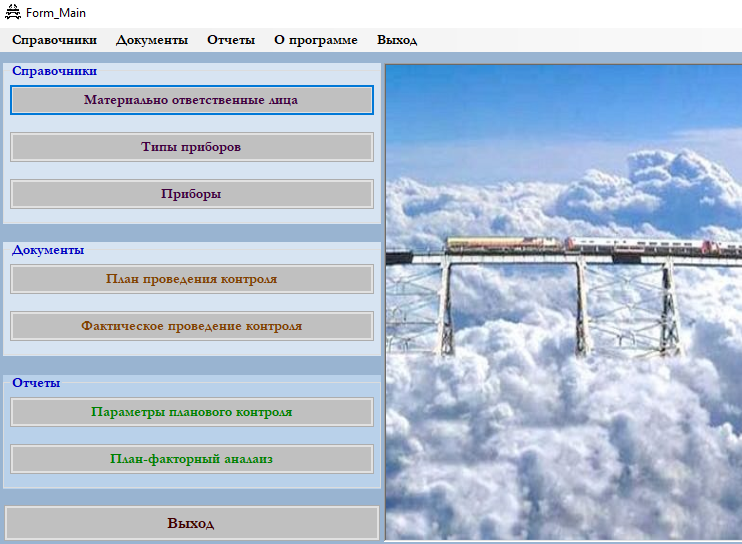 Form_Main
Справочники Документы Отчеты О программе Выход
Справочники
Материально ответственные лица
Типы приборов
Приборы
Документы
План проведения контроля
Фактическое проведение контроля
Отчеты
Параметры планового контроля
План-факторный аналаиз
Выход